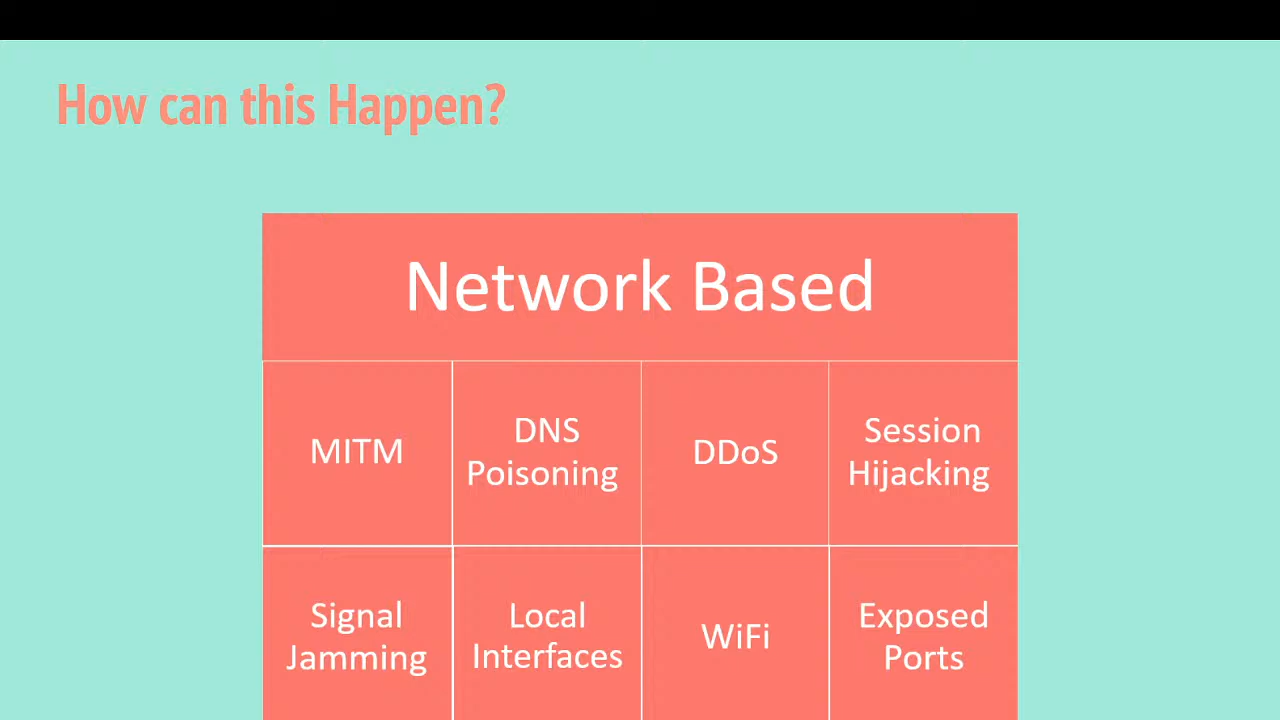 How can this Happen?
Network Based
MITM
DNS
Poisoning
DDoS
Session
Hijacking
Signal
Jamming
Local
Interfaces
WiFi
Exposed
Ports